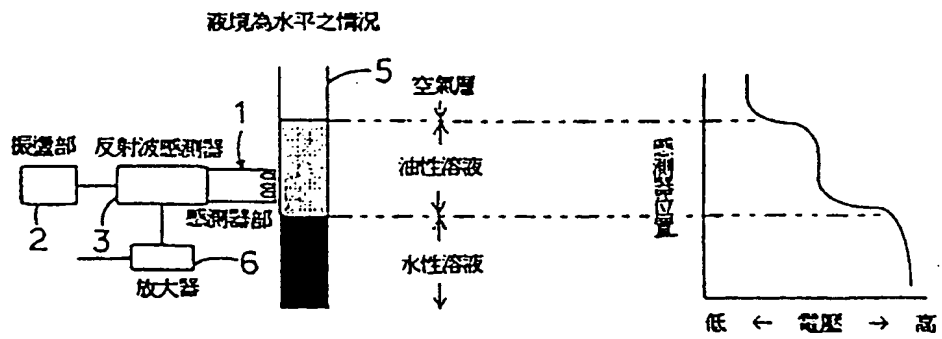 液境為水平之情況
5
空氣層
1
振盪部
反射波感測器
油性溶液
感測器位置
2
3
感測器部
6
放大器
水性溶液
低 ← 電壓 → 高